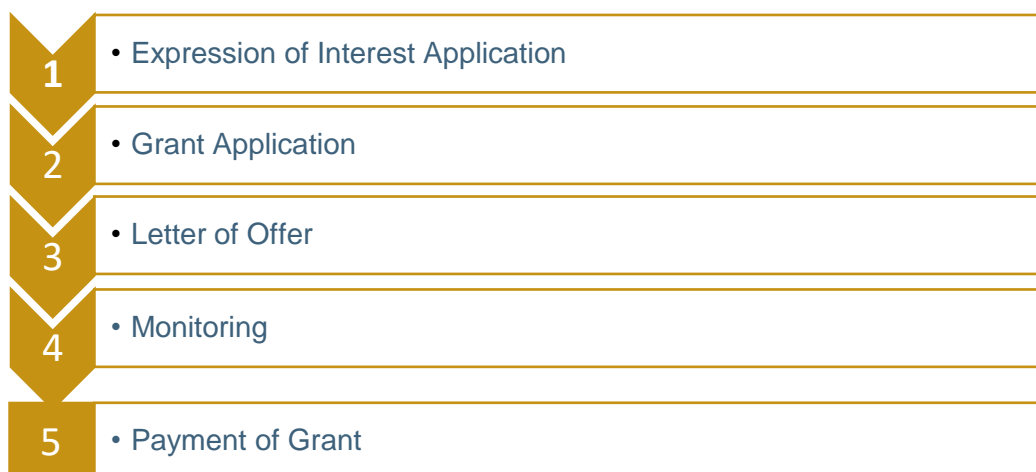 1 • Expression of Interest Application
2 • Grant Application
3 • Letter of Offer
4 • Monitoring
5 • Payment of Grant